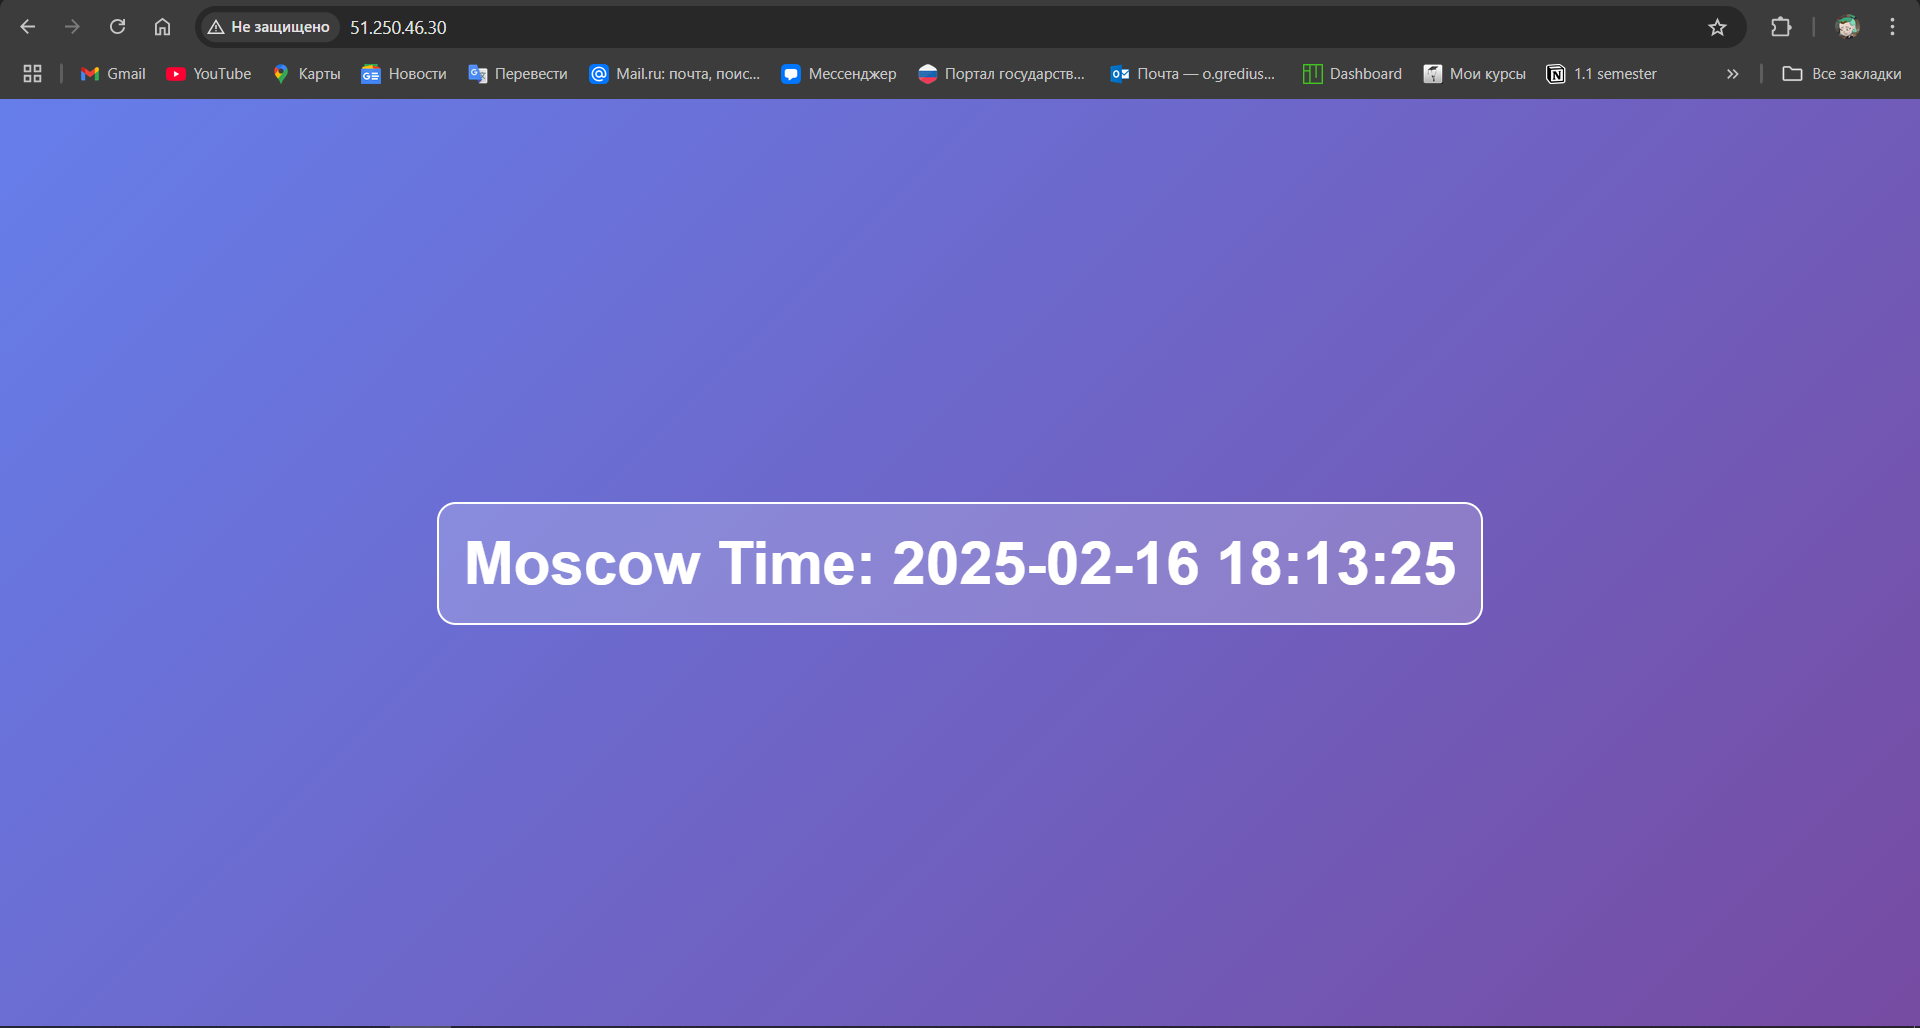 Не защищено 51.250.46.30
Gmail YouTube Карты Новости Перевести Mail.ru: почта, поис... Мессенджер Портал государств... Почта — o.gredius... Dashboard Мои курсы 1.1 semester » Все закладки
Moscow Time: 2025-02-16 18:13:25